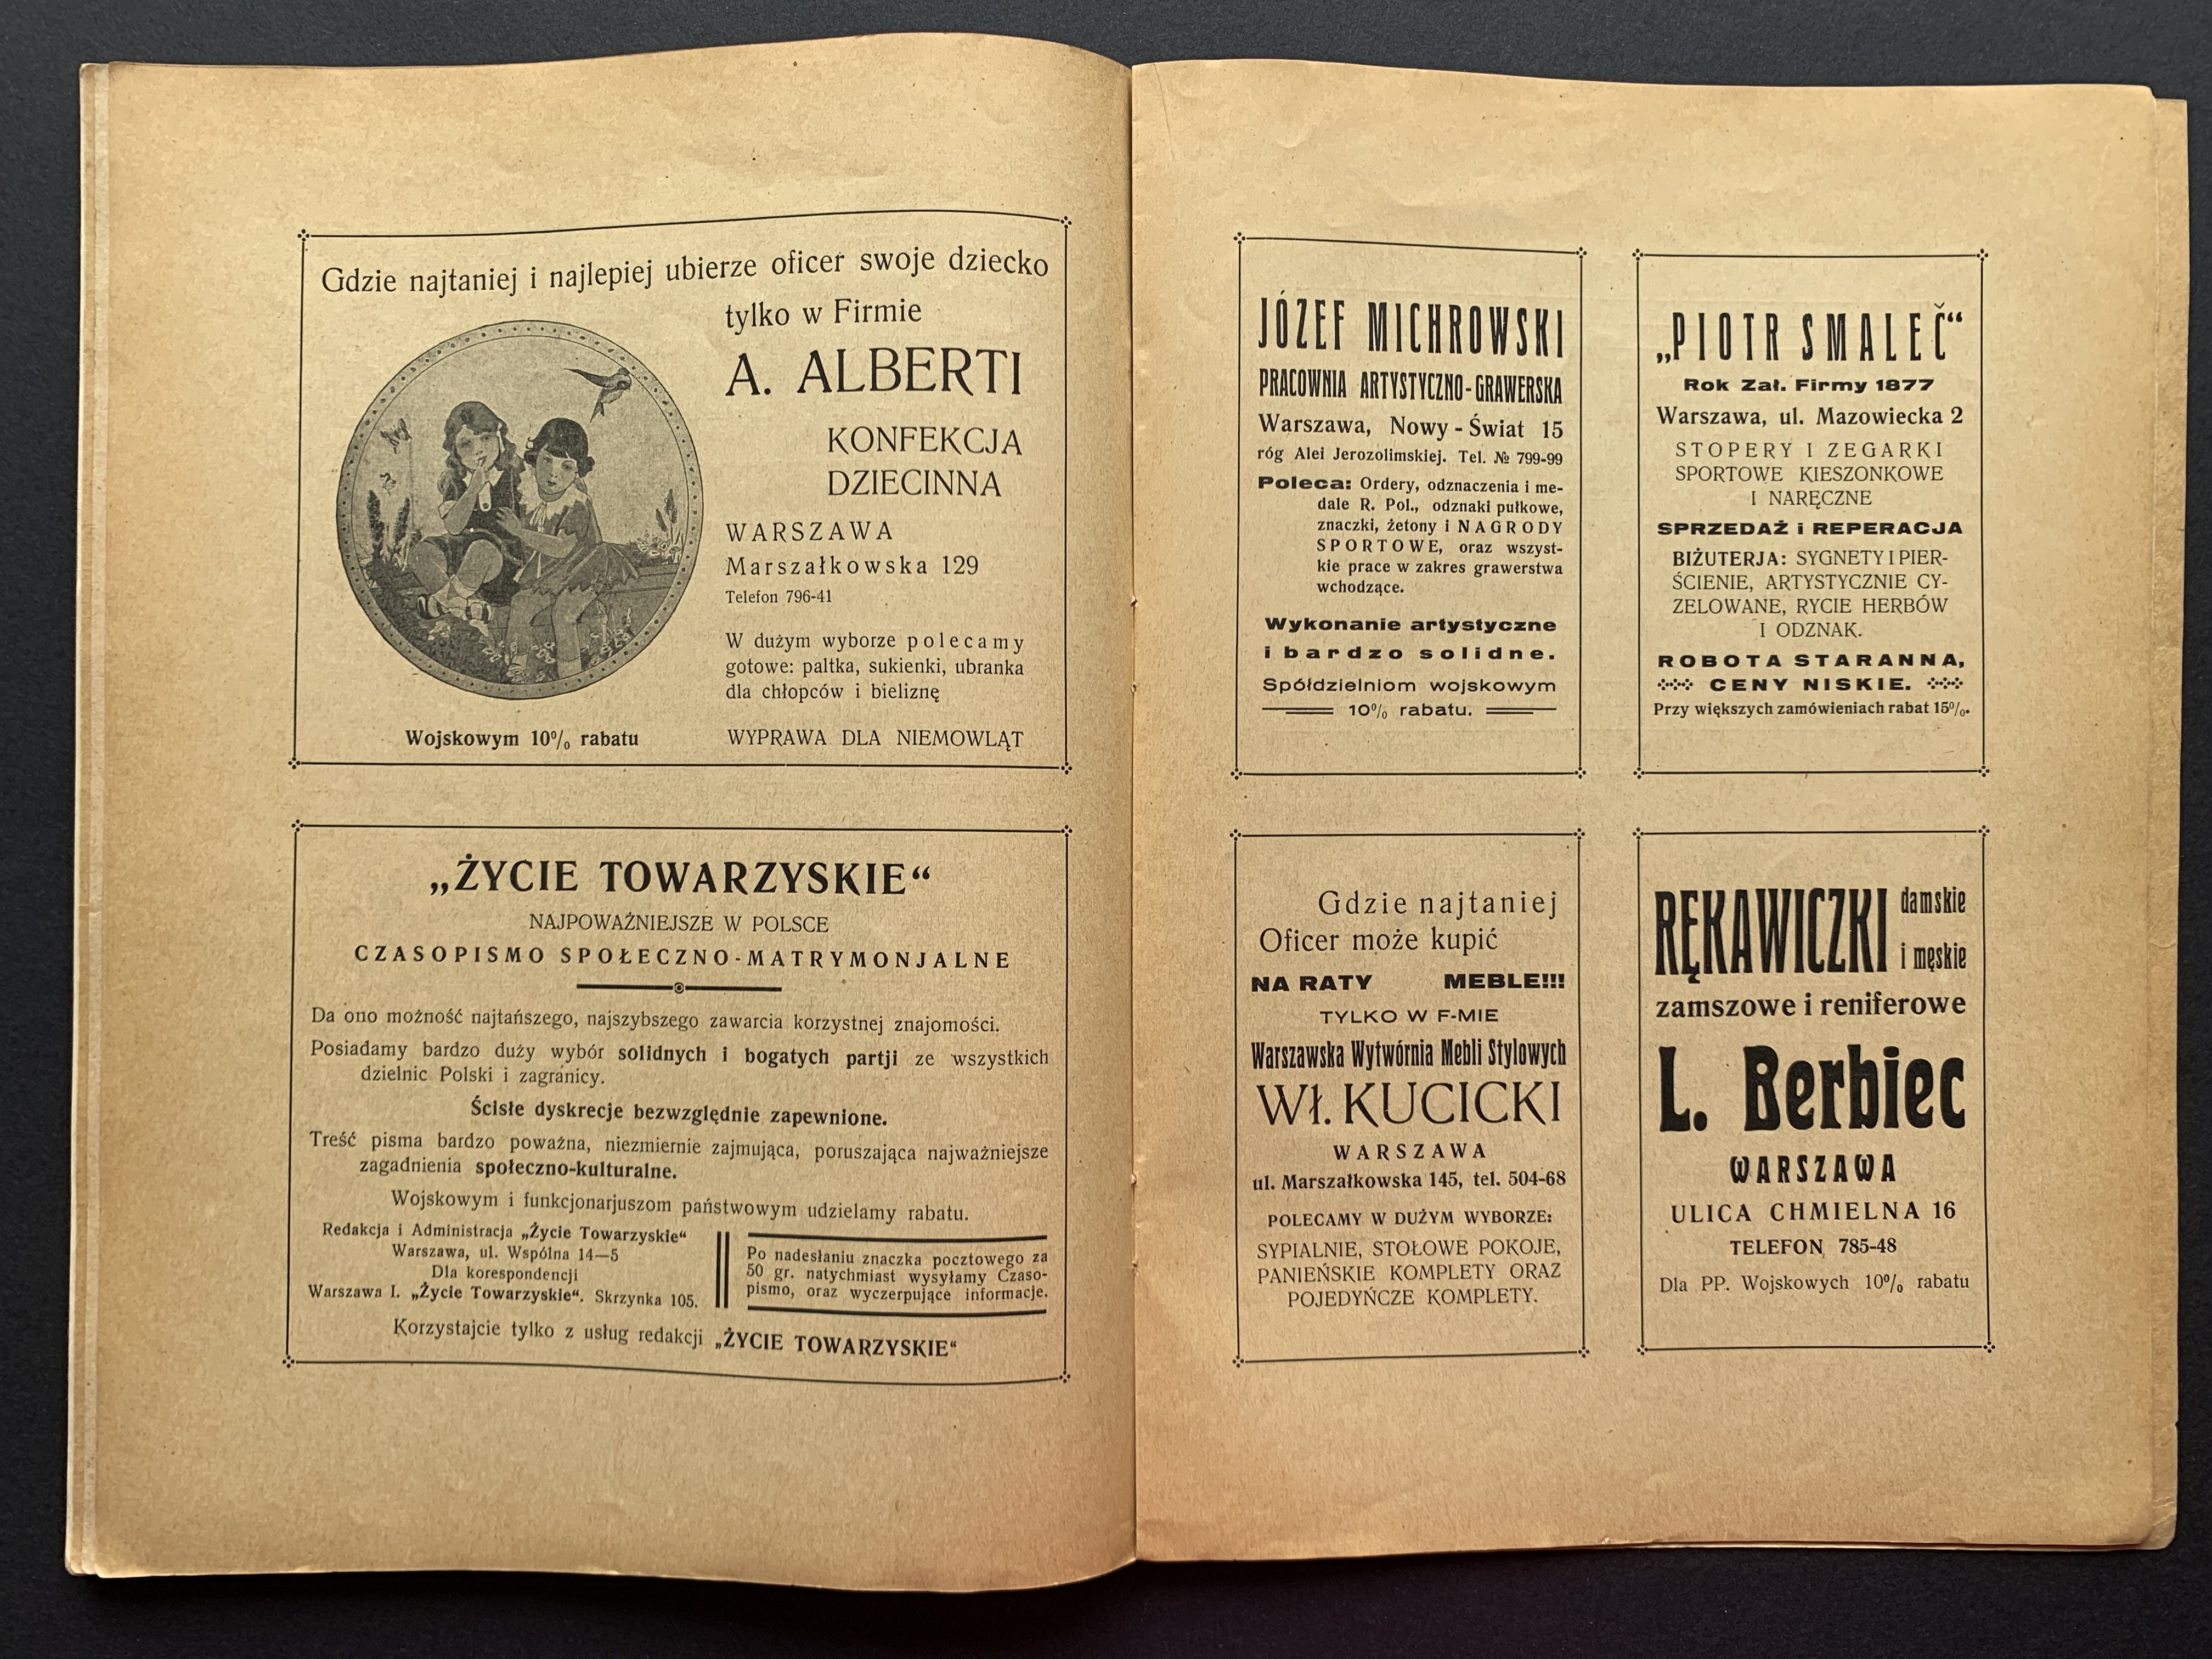 Gdzie najtaniej i najlepiej ubierze oficer swoje dziecko
tylko w Firmie
A. ALBERTI
KONFEKCJA
DZIECINNA
WARSZAWA
Marszałkowska 129
Telefon 796-41
W dużym wyborze polecamy
gotowe: paltka, sukienki, ubranka
dla chłopców i bieliznę
Wojskowym 10% rabatu
WYPRAWA DLA NIEMOWLĄT
„ŻYCIE TOWARZYSKIE“
NAJPOWAŻNIEJSZE W POLSCE
CZASOPISMO SPOŁECZNO-MATRYMONJALNE
Da ono możność najtańszego, najszybszego zawarcia korzystnej znajomości.
Posiadamy bardzo duży wybór solidnych i bogatych partji ze wszystkich
dzielnic Polski i zagranicy.
Ścisłe dyskrecje bezwzględnie zapewnione.
Treść pisma bardzo poważna, niezmiernie zajmująca, poruszająca najważniejsze
zagadnienia społeczno-kulturalne.
Wojskowym i funkcjonarjuszom państwowym udzielamy rabatu.
Redakcja i Administracja „Życie Towarzyskie“
Warszawa, ul. Wspólna 14—5
Dla korespondencji
Warszawa I. „Życie Towarzyskie“. Skrzynka 105.
Po nadesłaniu znaczka pocztowego za
50 gr. natychmiast wysyłamy Czaso-
pismo, oraz wyczerpujące informacje.
Korzystajcie tylko z usług redakcji „ŻYCIE TOWARZYSKIE“
JÓZEF MICHROWSKI
PRACOWNIA ARTYSTYCZNO-GRAWERSKA
Warszawa, Nowy-Świat 15
róg Alei Jerozolimskiej. Tel. № 799-99
Poleca: Ordery, odznaczenia i me-
dale R. Pol., odznaki pułkowe,
znaczki, żetony i NAGRODY
SPORTOWE, oraz wszyst-
kie prace w zakres grawerstwa
wchodzące.
Wykonanie artystyczne
i bardzo solidne.
Spółdzielniom wojskowym
10% rabatu.
„PIOTR SMALEČ“
Rok Zał. Firmy 1877
Warszawa, ul. Mazowiecka 2
STOPERY I ZEGARKI
SPORTOWE KIESZONKOWE
I NARĘCZNE
SPRZEDAŻ i REPERACJA
BIŻUTERJA: SYGNETY I PIER-
ŚCIENIE, ARTYSTYCZNIE CY-
ZELOWANE, RYCIE HERBÓW
I ODZNAK.
ROBOTA STARANNA,
CENY NISKIE.
Przy większych zamówieniach rabat 15%.
Gdzie najtaniej
Oficer może kupić
NA RATY MEBLE!!!
TYLKO W F-MIE
Warszawska Wytwórnia Mebli Stylowych
Wł. KUCICKI
WARSZAWA
ul. Marszałkowska 145, tel. 504-68
POLECAMY W DUŻYM WYBORZE:
SYPIALNIE, STOŁOWE POKOJE,
PANIEŃSKIE KOMPLETY ORAZ
POJEDYŃCZE KOMPLETY.
RĘKAWICZKI damskie
i męskie
zamszowe i reniferowe
L. Berbiec
WARSZAWA
ULICA CHMIELNA 16
TELEFON 785-48
Dla PP. Wojskowych 10% rabatu